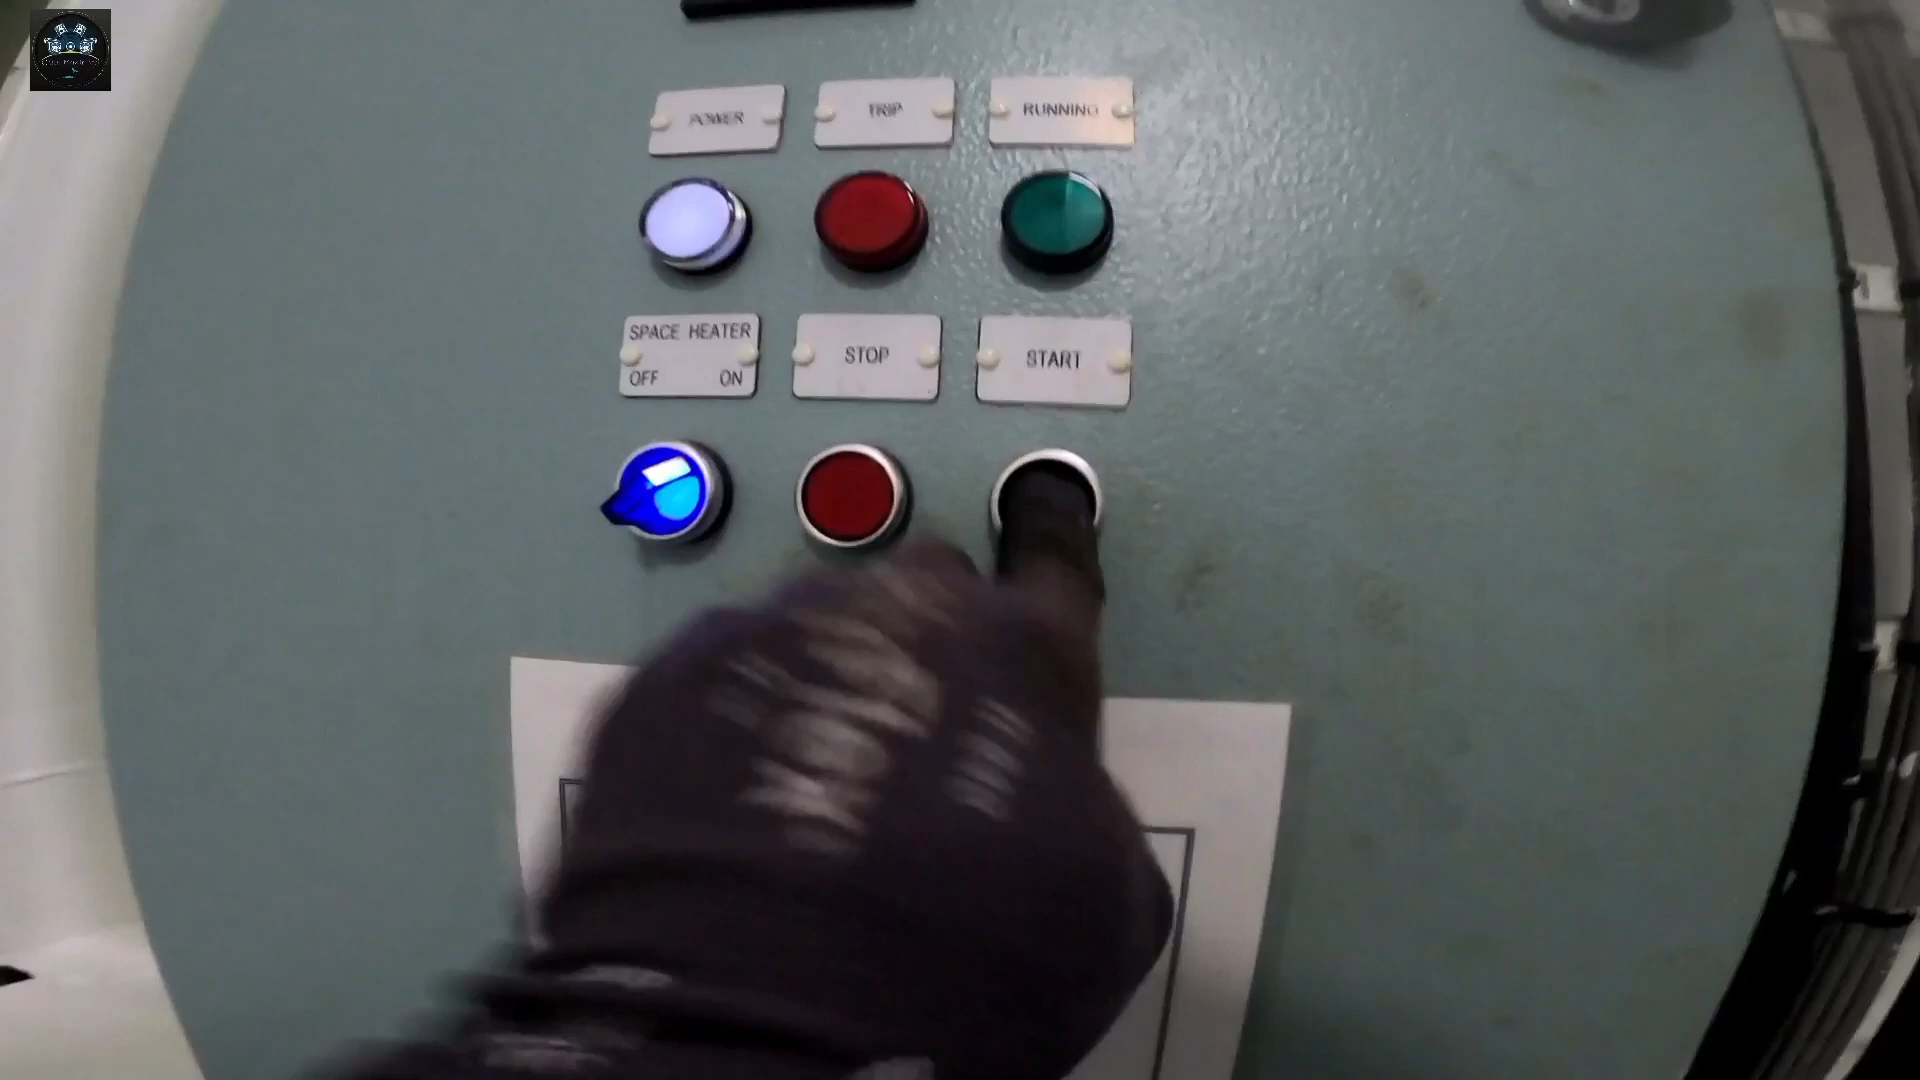 POWER
TRIP
RUNNING
SPACE HEATER
OFF ON
STOP
START